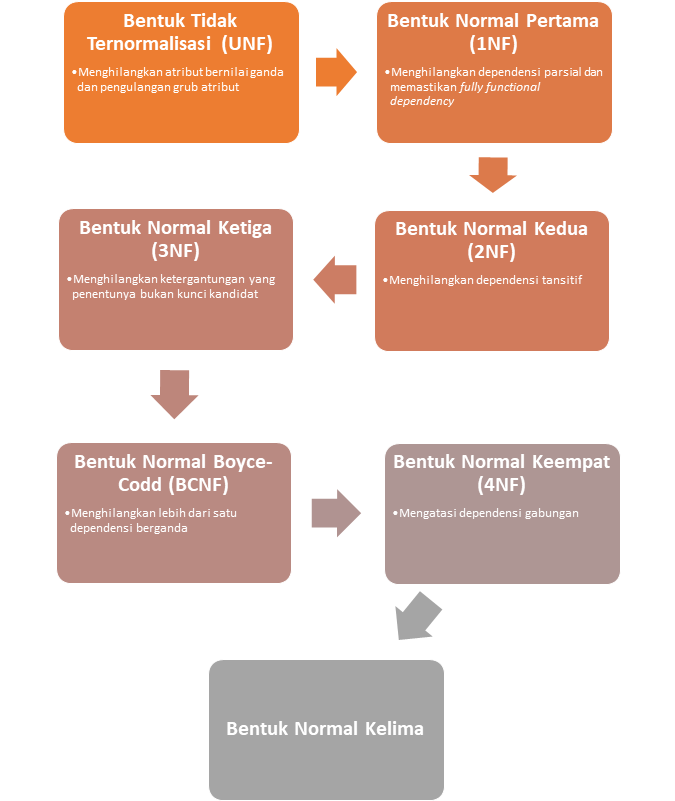 Bentuk Tidak
Ternormalisasi (UNF)
•Menghilangkan atribut bernilai ganda
dan pengulangan grub atribut
Bentuk Normal Pertama
(1NF)
•Menghilangkan dependensi parsial dan
memastikan fully functional
dependency
Bentuk Normal Kedua
(2NF)
•Menghilangkan dependensi tansitif
Bentuk Normal Ketiga
(3NF)
•Menghilangkan ketergantungan yang
penentunya bukan kunci kandidat
Bentuk Normal Boyce-
Codd (BCNF)
•Menghilangkan lebih dari satu
dependensi berganda
Bentuk Normal Keempat
(4NF)
•Mengatasi dependensi gabungan
Bentuk Normal Kelima